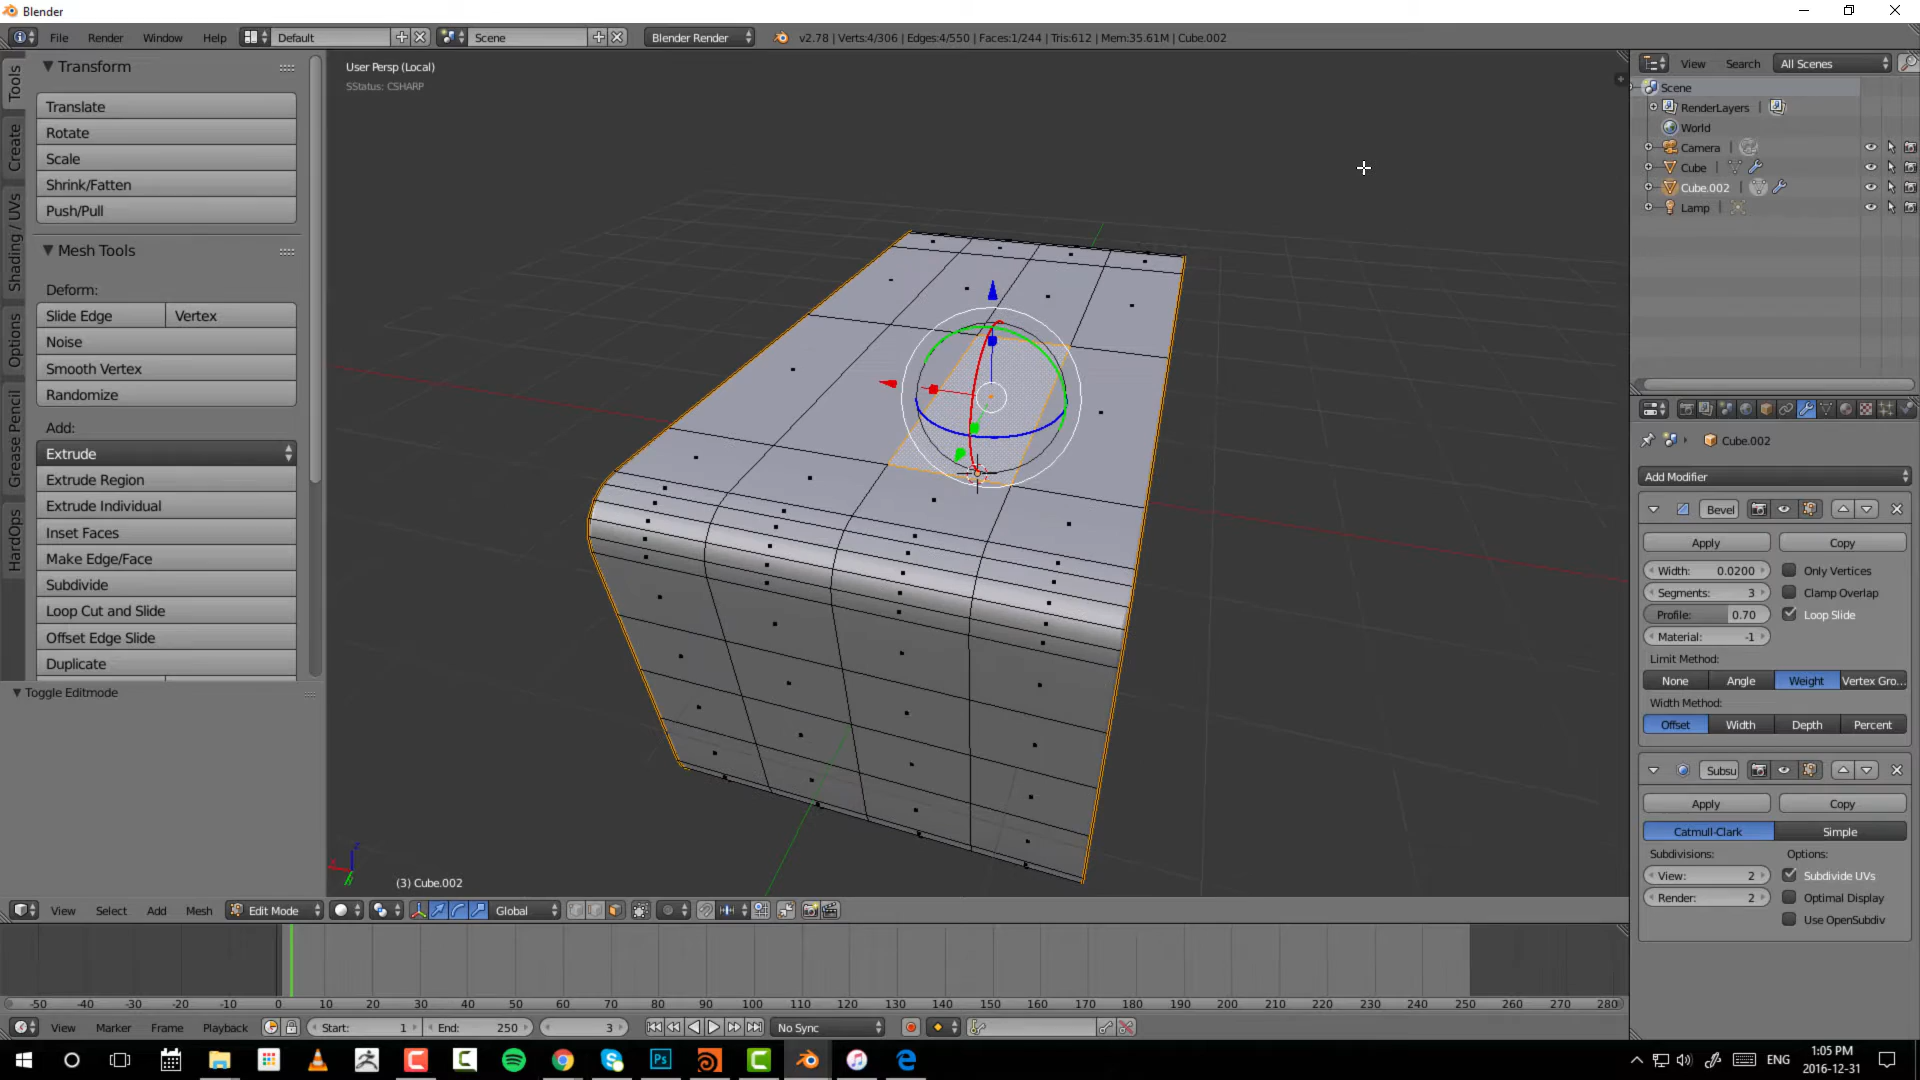 Blender
File Render Window Help Default Scene Blender Render v2.78 | Verts:4/306 | Edges:4/550 | Faces:1/244 | Tris:612 | Mem:35.61M | Cube.002
Tools
Create
Shading / UVs
Options
Grease Pencil
HardOps
Transform
Translate
Rotate
Scale
Shrink/Fatten
Push/Pull
Mesh Tools
Deform:
Slide Edge Vertex
Noise
Smooth Vertex
Randomize
Add:
Extrude
Extrude Region
Extrude Individual
Inset Faces
Make Edge/Face
Subdivide
Loop Cut and Slide
Offset Edge Slide
Duplicate
Toggle Editmode
User Persp (Local)
SStatus: CSHARP
(3) Cube.002
View Select Add Mesh Edit Mode Global
View Search All Scenes
Scene
RenderLayers
World
Camera
Cube
Cube.002
Lamp
Cube.002
Add Modifier
Bevel
Apply Copy
Width: 0.0200 Only Vertices
Segments: 3 Clamp Overlap
Profile: 0.70 Loop Slide
Material: -1
Limit Method:
None Angle Weight Vertex Gro...
Width Method:
Offset Width Depth Percent
Subsu
Apply Copy
Catmull-Clark Simple
Subdivisions: Options:
View: 2 Subdivide UVs
Render: 2 Optimal Display
Use OpenSubdiv
-50 -40 -30 -20 -10 0 10 20 30 40 50 60 70 80 90 100 110 120 130 140 150 160 170 180 190 200 210 220 230 240 250 260 270 280
View Marker Frame Playback Start: 1 End: 250 3 No Sync
Ps ENG 1:05 PM
2016-12-31